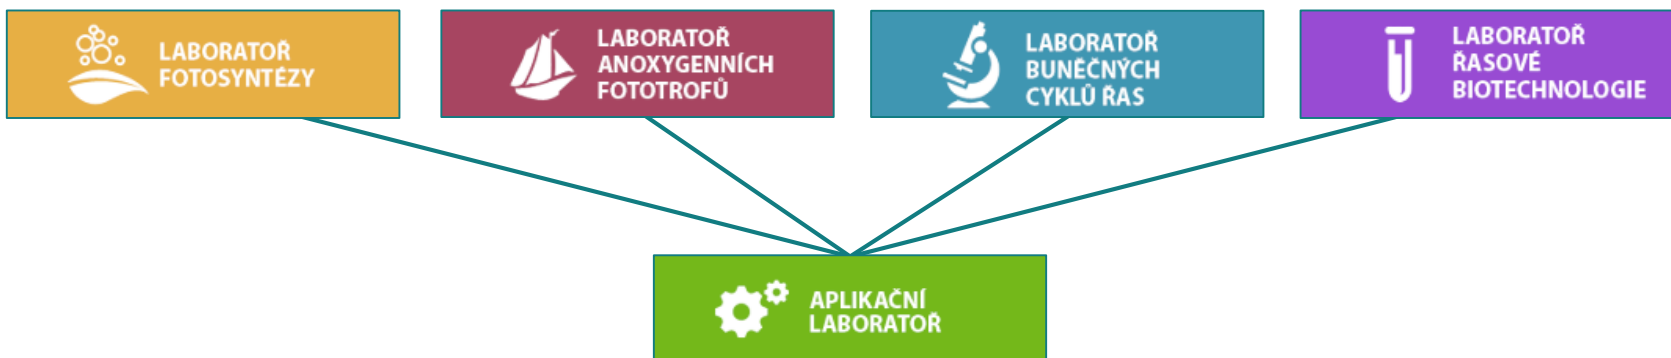 LABORATOŘ
FOTOSYNTÉZY
LABORATOŘ
ANOXYGENNÍCH
FOTOTROFŮ
LABORATOŘ
BUNĚČNÝCH
CYKLŮ ŘAS
LABORATOŘ
ŘASOVÉ
BIOTECHNOLOGIE
APLIKAČNÍ
LABORATOŘ